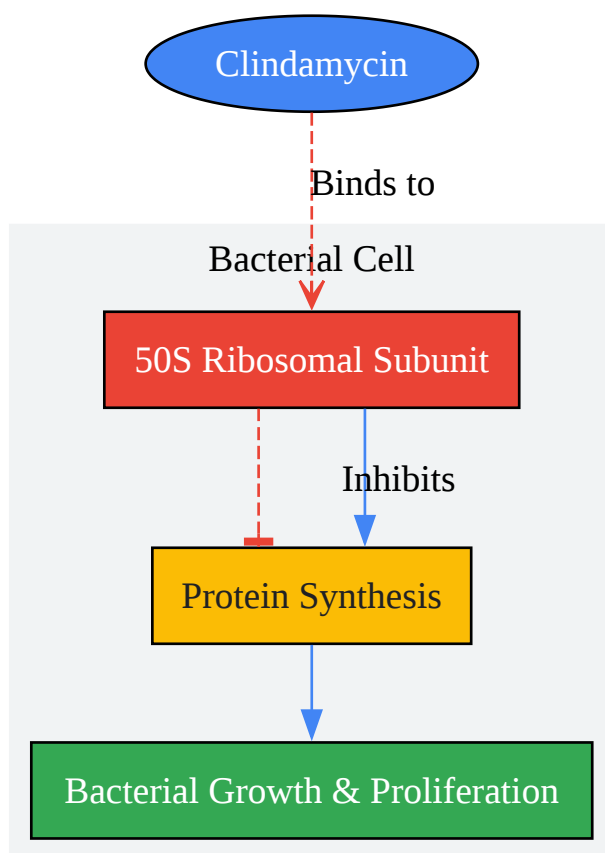 Clindamycin
Binds to
Bacterial Cell
50S Ribosomal Subunit
Inhibits
Protein Synthesis
Bacterial Growth & Proliferation